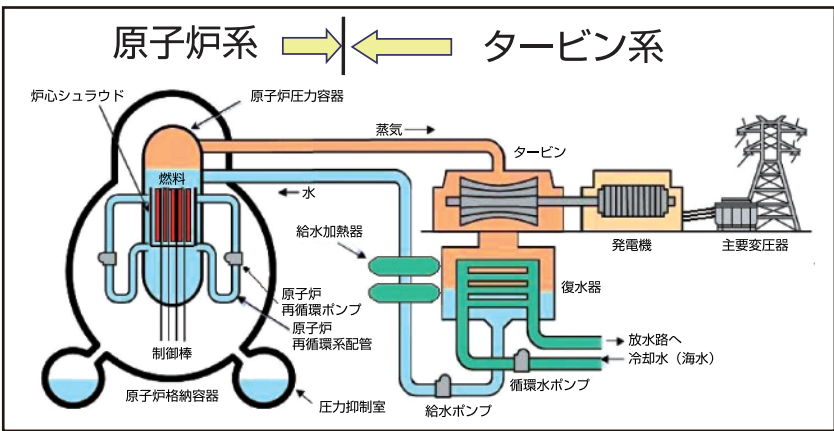 原子炉系
タービン系
炉心シュラウド
原子炉圧力容器
蒸気
タービン
燃料
水
給水加熱器
発電機
主要変圧器
復水器
原子炉
再循環ポンプ
原子炉
再循環系配管
放水路へ
冷却水（海水）
制御棒
循環水ポンプ
原子炉格納容器
圧力抑制室
給水ポンプ